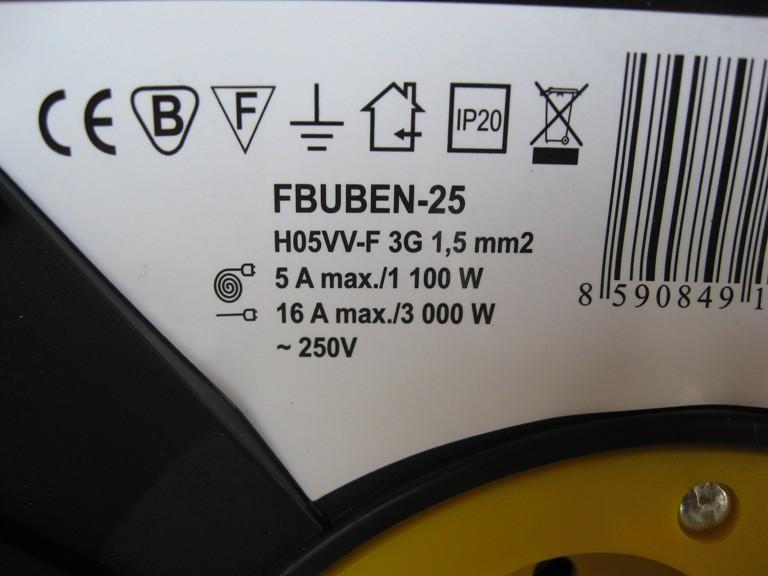 CE B F IP20
FBUBEN-25
H05VV-F 3G 1,5 mm2
5 A max./1 100 W
16 A max./3 000 W
~ 250V
8 590849 1